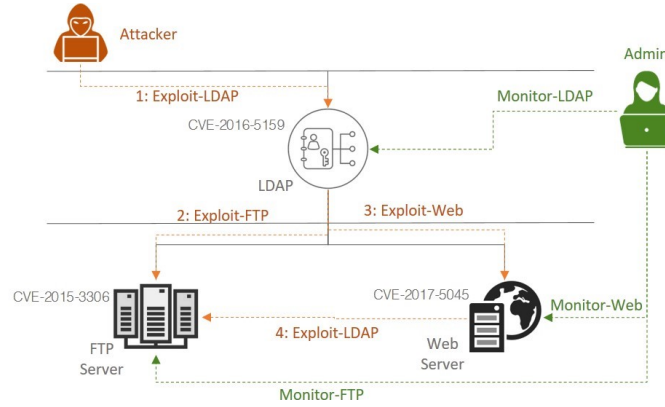 Attacker
Admin
1: Exploit-LDAP
Monitor-LDAP
CVE-2016-5159
LDAP
2: Exploit-FTP
3: Exploit-Web
CVE-2015-3306
CVE-2017-5045
Monitor-Web
4: Exploit-LDAP
FTP
Server
Web
Server
Monitor-FTP